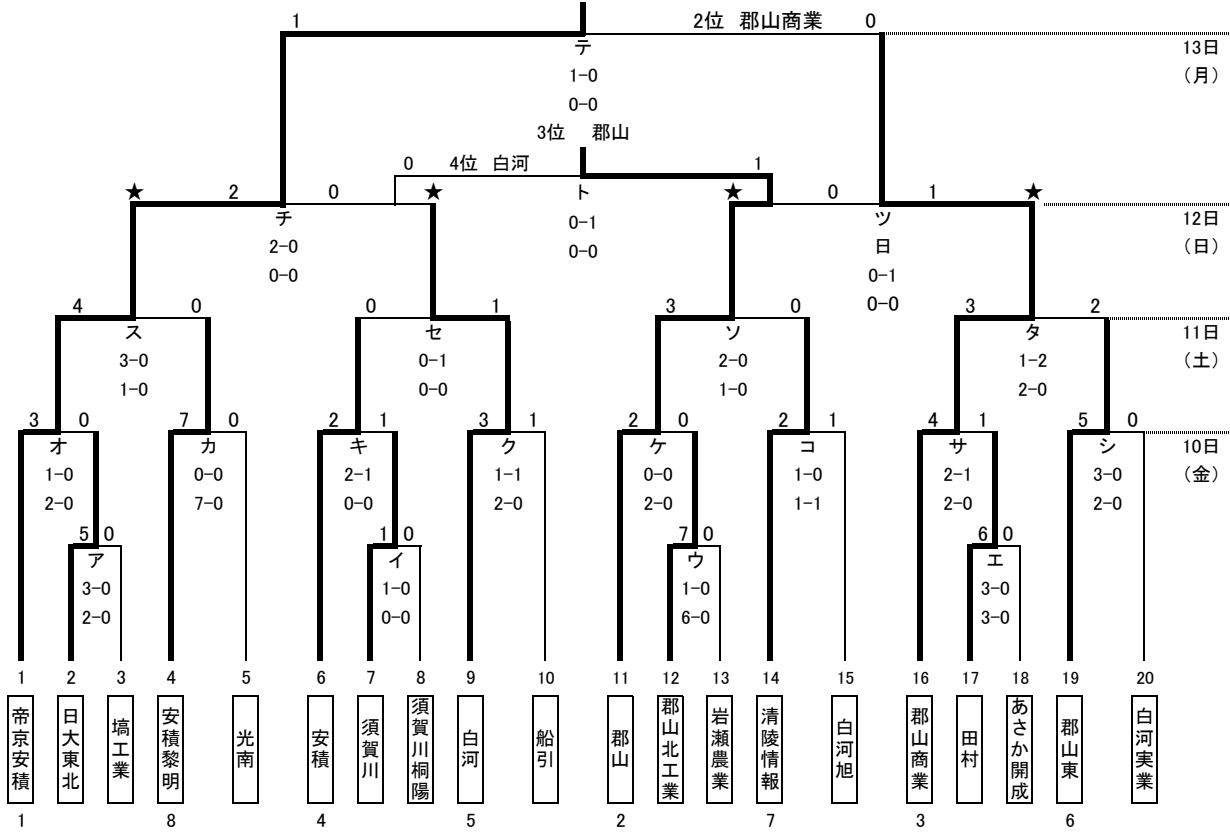 1 2位 郡山商業 0
テ 13日
1-0 (月)
0-0
3位 郡山
0 4位 白河 1
★ 2 0 ★ ト ★ 0 1 ★
チ 0-1 ツ 12日
2-0 0-0 日 (日)
0-0 0-1
0-0
4 0 0 1 3 0 3 2
ス セ ソ タ 11日
3-0 0-1 2-0 1-2 (土)
1-0 0-0 1-0 2-0
3 0 7 0 2 1 3 1 2 0 2 1 4 1 5 0
オ カ キ ク ケ コ サ シ 10日
1-0 0-0 2-1 1-1 0-0 1-0 2-1 3-0 (金)
2-0 7-0 0-0 2-0 2-0 1-1 2-0 2-0
5 0 1 0 7 0 6 0
ア イ ウ エ
3-0 1-0 1-0 3-0
2-0 0-0 6-0 3-0
1 2 3 4 5 6 7 8 9 10 11 12 13 14 15 16 17 18 19 20
帝京安積
日大東北
塙工業
安積黎明
光南
安積
須賀川
須賀川桐陽
白河
船引
郡山
郡山北工業
岩瀬農業
清陵情報
白河旭
郡山商業
田村
あさか開成
郡山東
白河実業
1 8 4 5 2 7 3 6